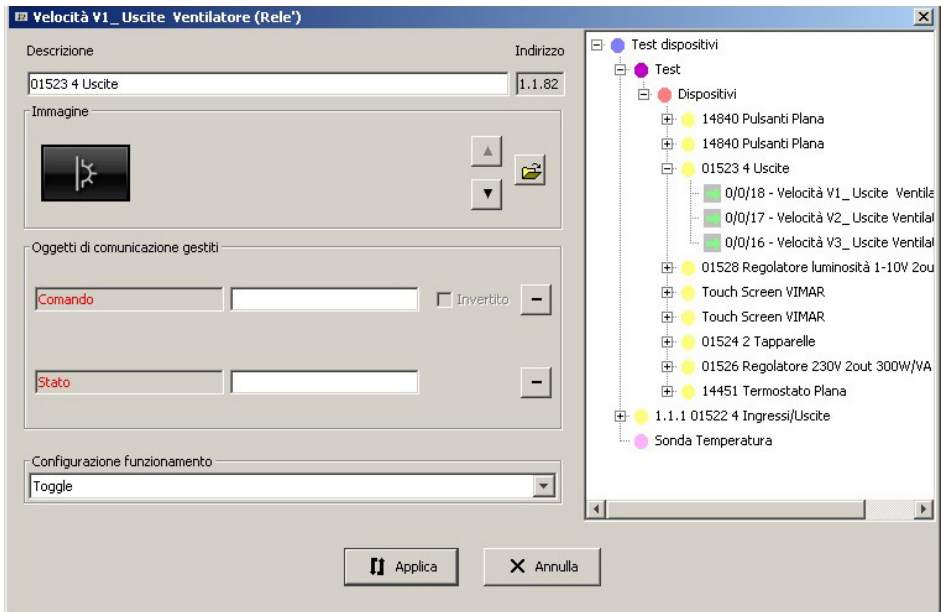 Velocità V1_ Uscite Ventilatore (Rele')
Descrizione
Indirizzo
01523 4 Uscite
1.1.82
Immagine
Oggetti di comunicazione gestiti
Comando
Invertito
Stato
Configurazione funzionamento
Toggle
Applica
Annulla
Test dispositivi
Test
Dispositivi
14840 Pulsanti Plana
14840 Pulsanti Plana
01523 4 Uscite
0/0/18 - Velocità V1_ Uscite Ventila
0/0/17 - Velocità V2_ Uscite Ventilal
0/0/16 - Velocità V3_ Uscite Ventilal
01528 Regolatore luminosità 1-10V 2ou
Touch Screen VIMAR
Touch Screen VIMAR
01524 2 Tapparelle
01526 Regolatore 230V 2out 300W/VA
14451 Termostato Plana
1.1.1 01522 4 Ingressi/Uscite
Sonda Temperatura